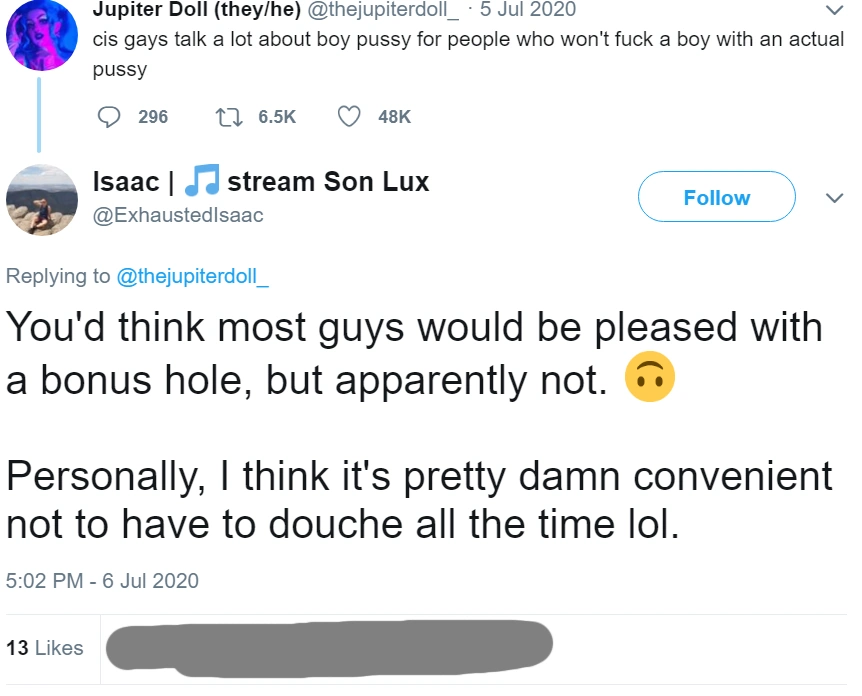 Jupiter Doll (they/he) @thejupiterdoll_ · 5 Jul 2020
cis gays talk a lot about boy pussy for people who won't fuck a boy with an actual
pussy
296 6.5K 48K
Isaac | 🎵 stream Son Lux
Follow
@ExhaustedIsaac
Replying to @thejupiterdoll_
You'd think most guys would be pleased with
a bonus hole, but apparently not. 🙃
Personally, I think it's pretty damn convenient
not to have to douche all the time lol.
5:02 PM - 6 Jul 2020
13 Likes